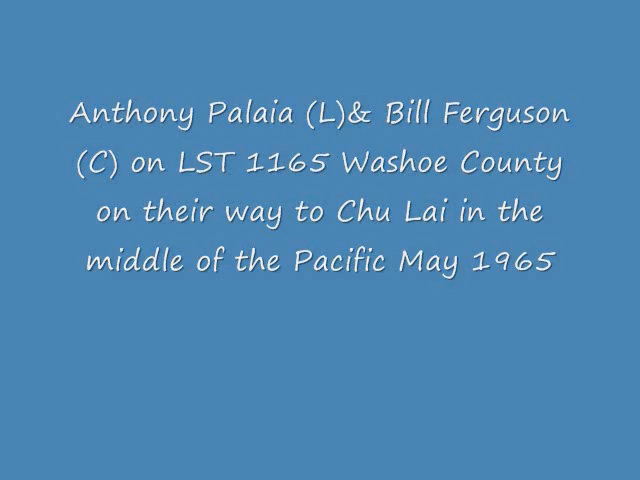 Anthony Palaia (L)& Bill Ferguson
(C) on LST 1165 Washoe County
on their way to Chu Lai in the
middle of the Pacific May 1965